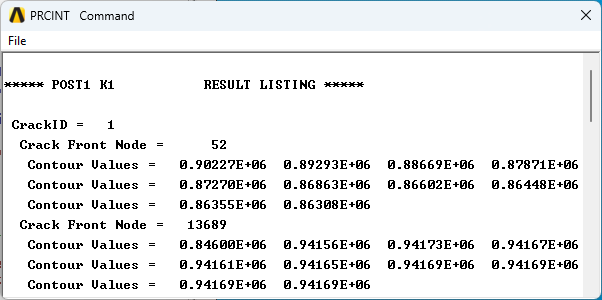 PRCINT Command
File
***** POST1 K1 RESULT LISTING *****
CrackID = 1
Crack Front Node = 52
Contour Values = 0.90227E+06 0.89293E+06 0.88669E+06 0.87871E+06
Contour Values = 0.87270E+06 0.86863E+06 0.86602E+06 0.86448E+06
Contour Values = 0.86355E+06 0.86308E+06
Crack Front Node = 13689
Contour Values = 0.84600E+06 0.94156E+06 0.94173E+06 0.94167E+06
Contour Values = 0.94161E+06 0.94165E+06 0.94169E+06 0.94169E+06
Contour Values = 0.94169E+06 0.94169E+06